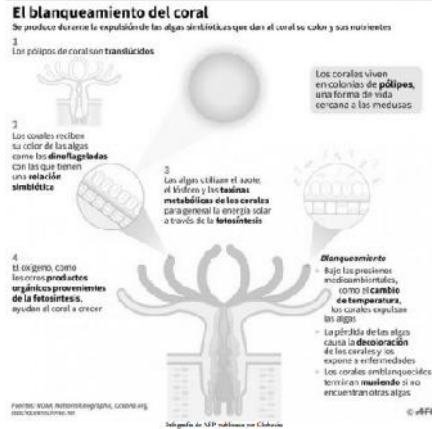 El blanqueamiento del coral
Se produce durante la expulsión de las algas simbióticas que dan al coral su color y sus nutrientes
1
Los pólipos de coral son translúcidos
Los corales viven
en colonias de pólipos,
una forma de vida
cercana a las medusas
2
Los corales reciben
su color de las algas
como los dinoflagelados
con las que tienen
una relación
simbiótica
3
Las algas utilizan el azote,
el fósforo y las toxinas
metabólicas de los corales
para generar la energía solar
a través de la fotosíntesis
4
El oxígeno, como
los otros productos
orgánicos provenientes
de la fotosíntesis,
ayudan al coral a crecer
Blanqueamiento
Bajo las presiones
medioambientales,
como el cambio
de temperatura,
los corales expulsan
las algas
La pérdida de las algas
causa la decoloración
de los corales y los
expone a enfermedades
Los corales emblanquecidos
terminan muriendo si no
encuentran otras algas
Fuentes: NOAA,
© AFP
Infografía de AFP publicada por